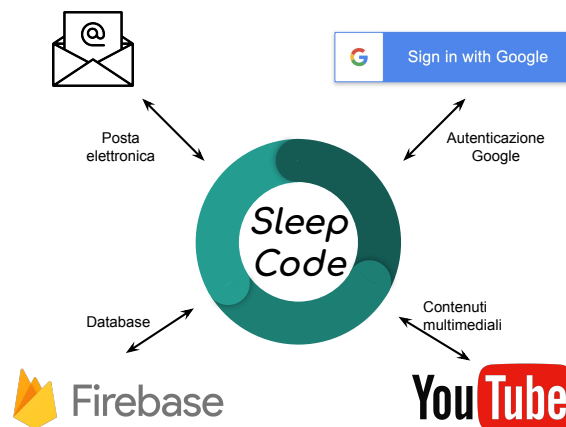 @
G Sign in with Google
Posta
elettronica
Autenticazione
Google
Sleep
Code
Database
Contenuti
multimediali
Firebase
YouTube